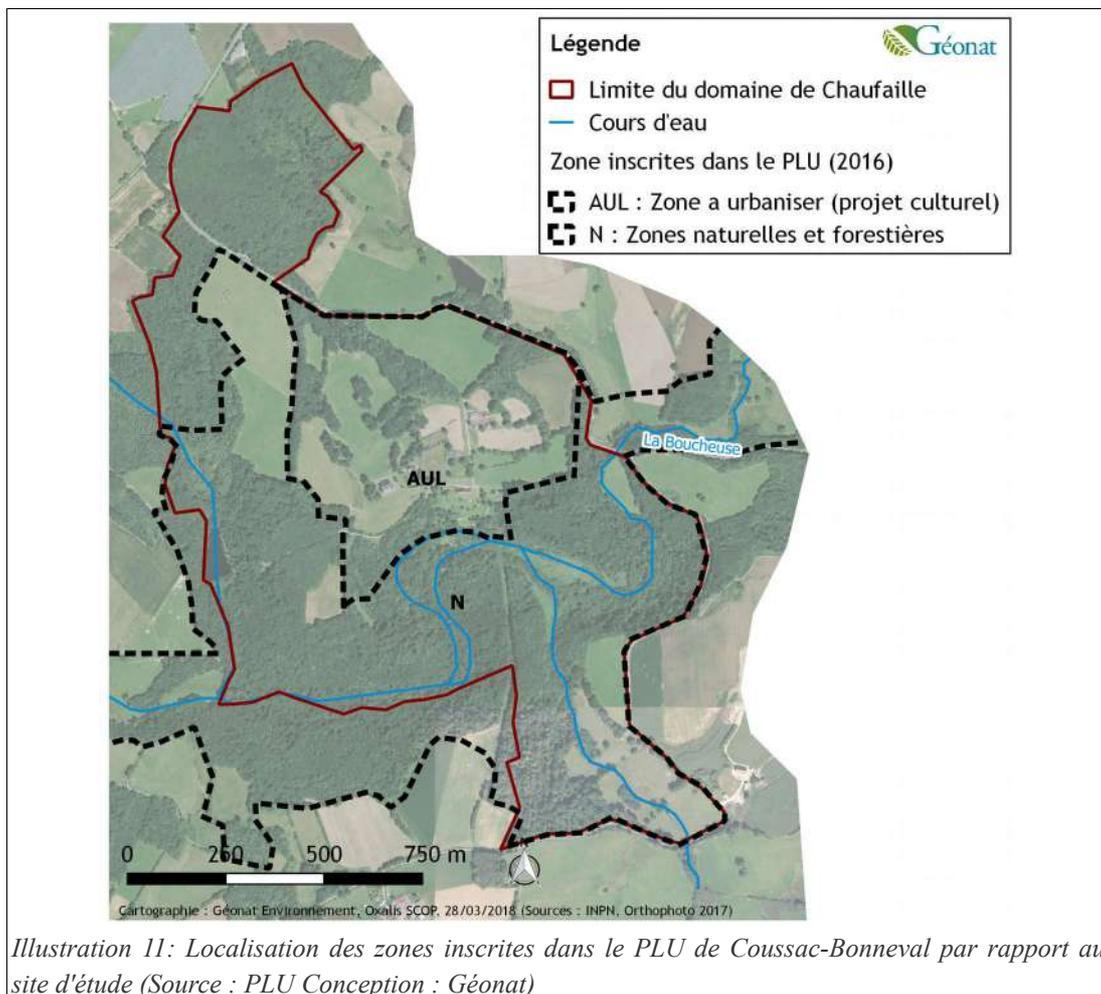 Légende
Géonat
Limite du domaine de Chaufaille
Cours d'eau
Zone inscrites dans le PLU (2016)
AUL : Zone a urbaniser (projet culturel)
N : Zones naturelles et forestières
La Boucheuse
AUL
N
0 250 500 750 m
Cartographie : Géonat Environnement, Oxalis SCOP, 28/03/2018 (Sources : INPN, Orthophoto 2017)
Illustration 11: Localisation des zones inscrites dans le PLU de Coussac-Bonneval par rapport au
site d'étude (Source : PLU Conception : Géonat)